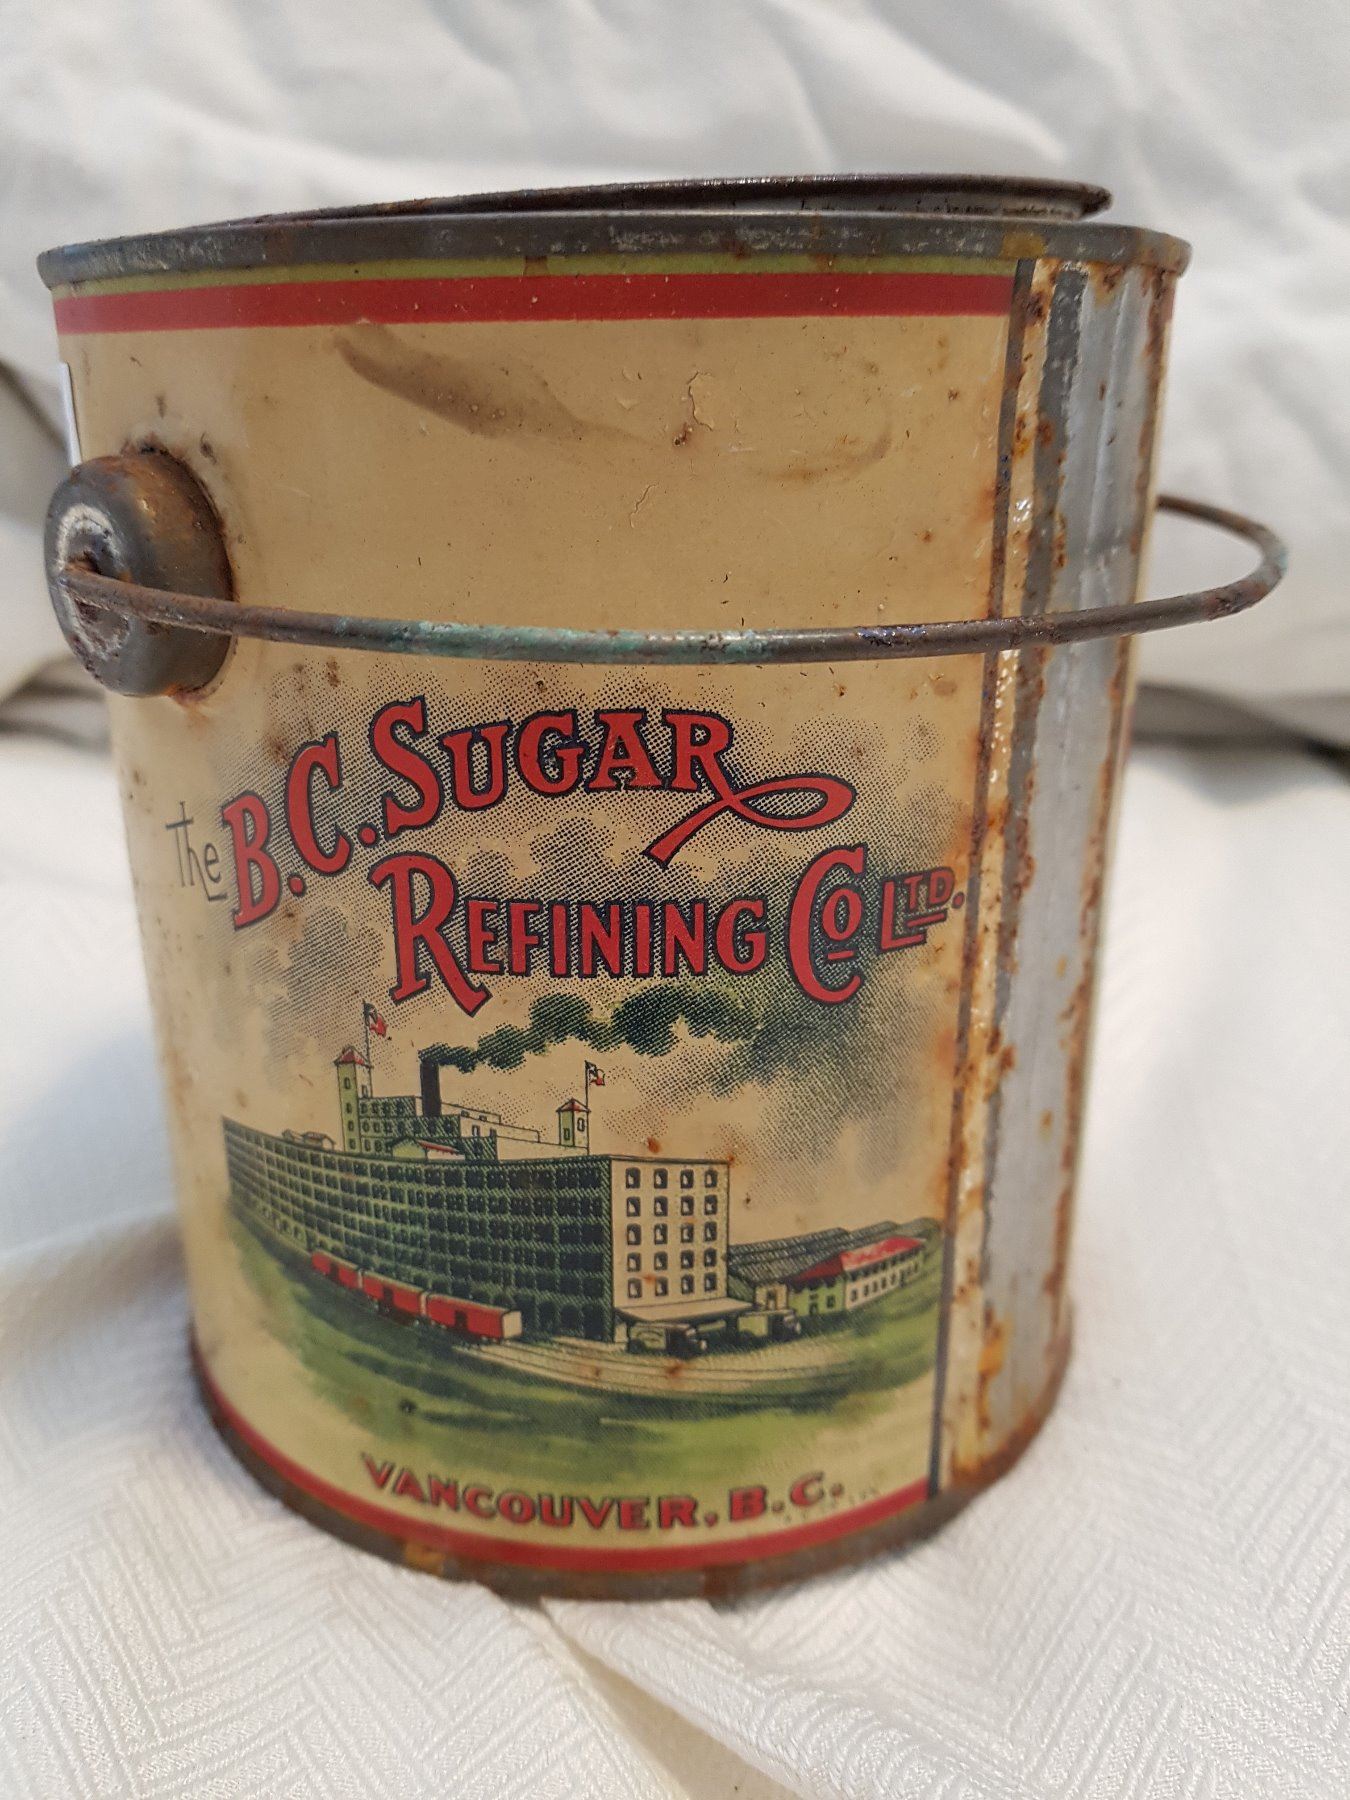 The B.C. SUGAR
REFINING Co LTD.
VANCOUVER. B.C.